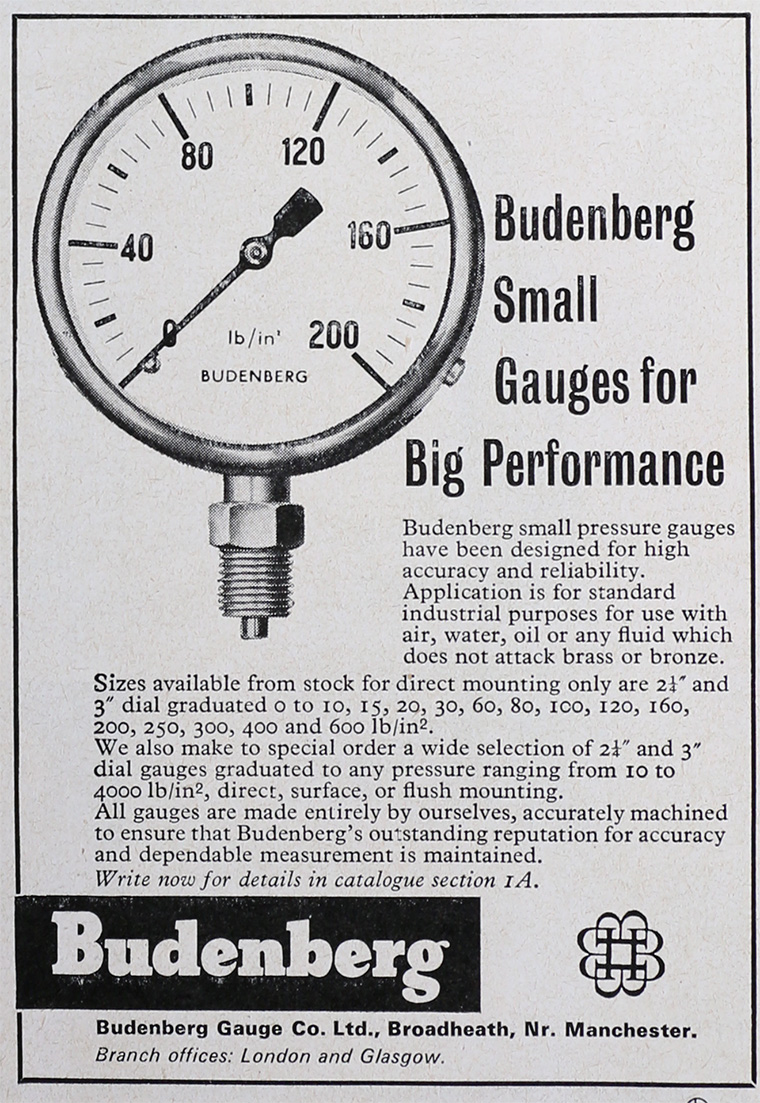 80
120
40
160
0
lb/in²
200
BUDENBERG
Budenberg
Small
Gauges for
Big Performance
Budenberg small pressure gauges
have been designed for high
accuracy and reliability.
Application is for standard
industrial purposes for use with
air, water, oil or any fluid which
does not attack brass or bronze.
Sizes available from stock for direct mounting only are 2½″ and
3″ dial graduated 0 to 10, 15, 20, 30, 60, 80, 100, 120, 160,
200, 250, 300, 400 and 600 lb/in².
We also make to special order a wide selection of 2½″ and 3″
dial gauges graduated to any pressure ranging from 10 to
4000 lb/in², direct, surface, or flush mounting.
All gauges are made entirely by ourselves, accurately machined
to ensure that Budenberg's outstanding reputation for accuracy
and dependable measurement is maintained.
Write now for details in catalogue section 1A.
Budenberg
Budenberg Gauge Co. Ltd., Broadheath, Nr. Manchester.
Branch offices: London and Glasgow.